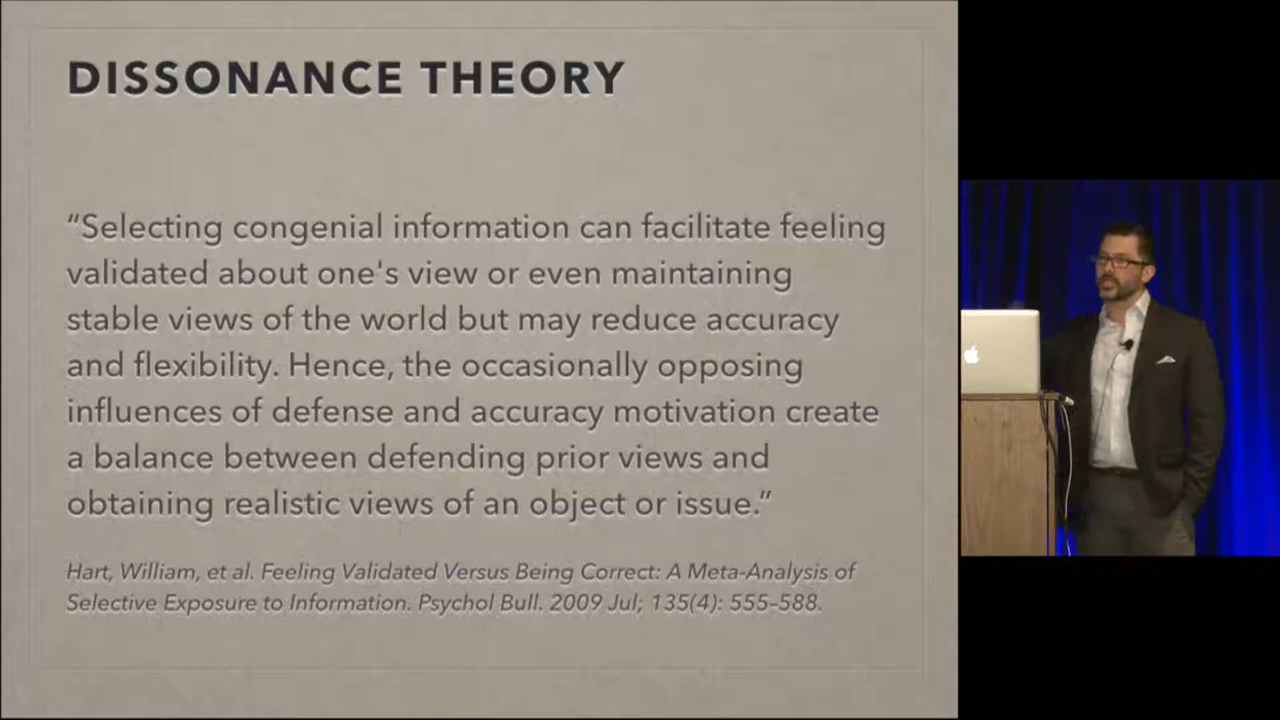 DISSONANCE THEORY
“Selecting congenial information can facilitate feeling
validated about one's view or even maintaining
stable views of the world but may reduce accuracy
and flexibility. Hence, the occasionally opposing
influences of defense and accuracy motivation create
a balance between defending prior views and
obtaining realistic views of an object or issue.”
Hart, William, et al. Feeling Validated Versus Being Correct: A Meta-Analysis of
Selective Exposure to Information. Psychol Bull. 2009 Jul; 135(4): 555–588.